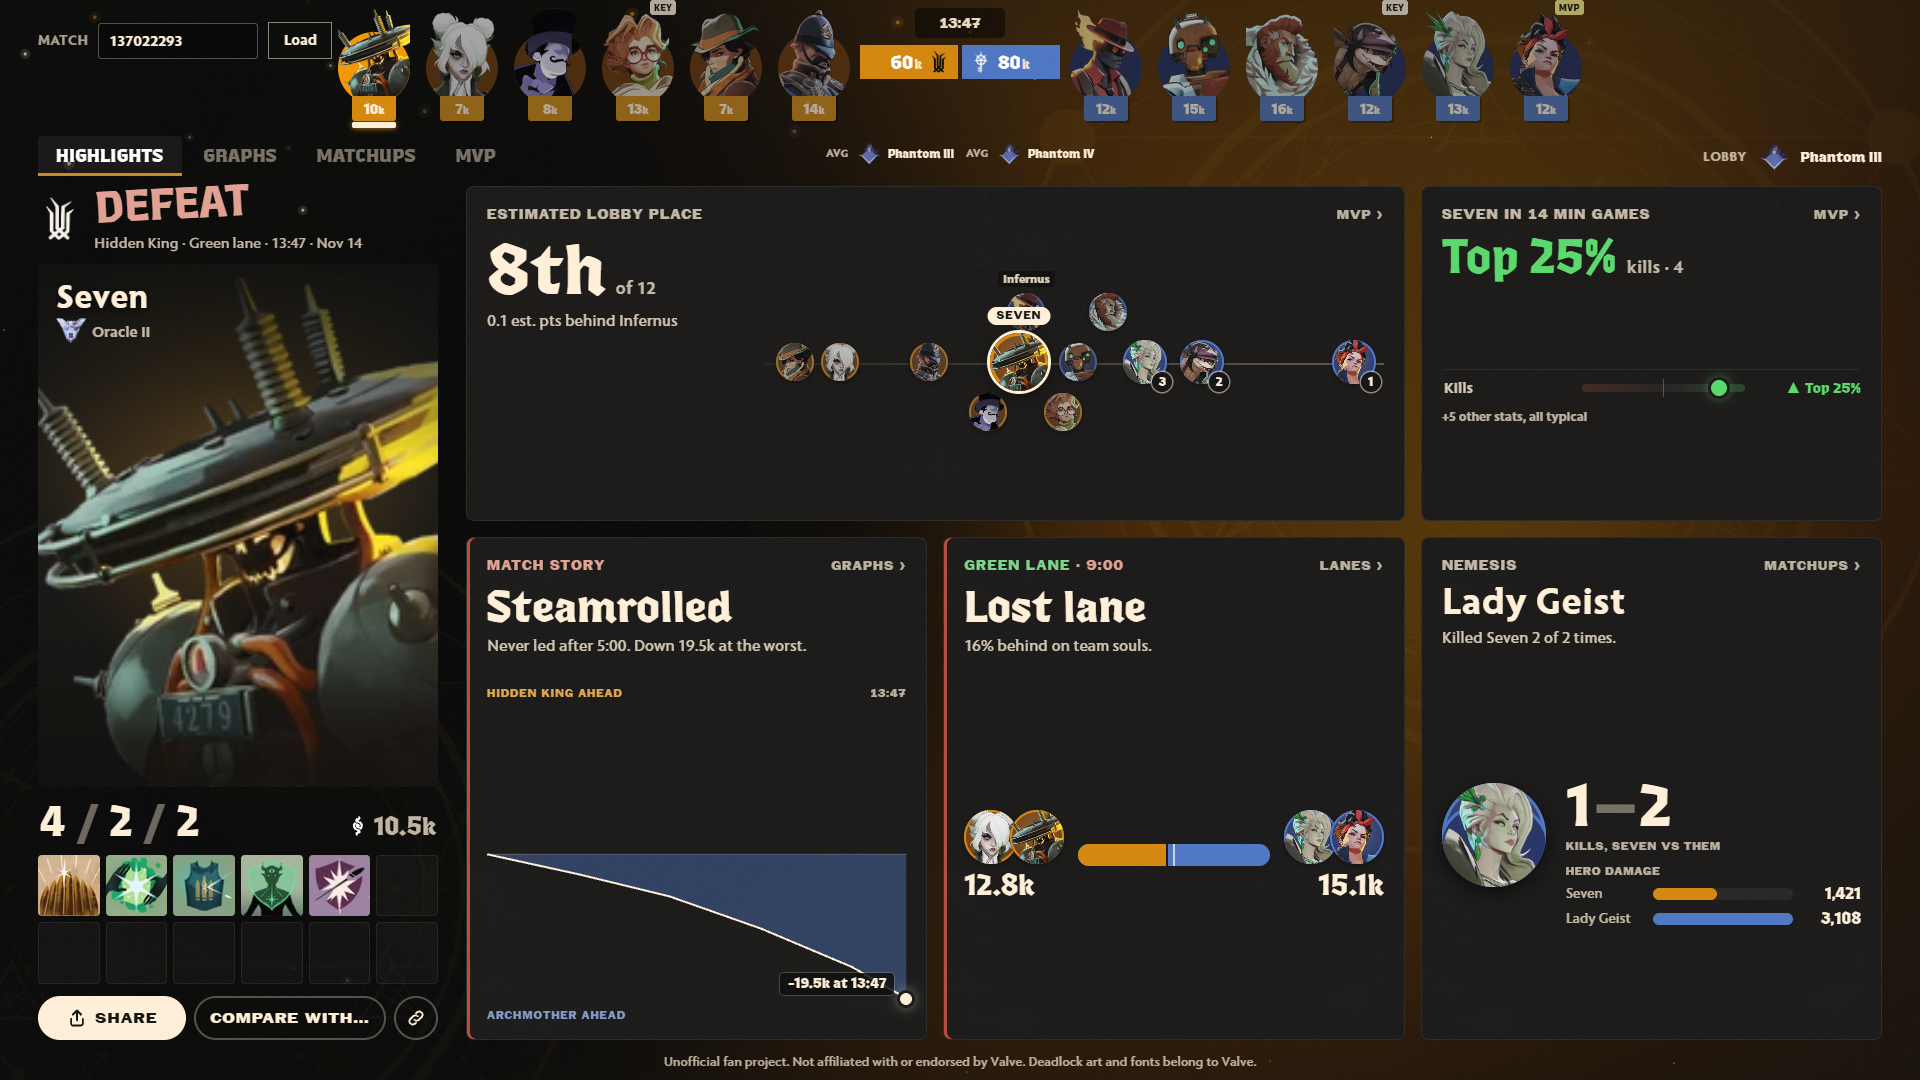 MATCH
137022293
Load
10k
7k
8k
KEY
13k
7k
14k
13:47
60k
80k
12k
15k
16k
KEY
12k
13k
MVP
12k
HIGHLIGHTS
GRAPHS
MATCHUPS
MVP
AVG
Phantom III
AVG
Phantom IV
LOBBY
Phantom III
DEFEAT
Hidden King · Green lane · 13:47 · Nov 14
Seven
Oracle II
4279
4 / 2 / 2
10.5k
SHARE
COMPARE WITH...
ESTIMATED LOBBY PLACE
MVP ›
8th of 12
0.1 est. pts behind Infernus
Infernus
SEVEN
3
2
1
SEVEN IN 14 MIN GAMES
MVP ›
Top 25% kills · 4
Kills
▲ Top 25%
+5 other stats, all typical
MATCH STORY
GRAPHS ›
Steamrolled
Never led after 5:00. Down 19.5k at the worst.
HIDDEN KING AHEAD
13:47
-19.5k at 13:47
ARCHMOTHER AHEAD
GREEN LANE · 9:00
LANES ›
Lost lane
16% behind on team souls.
12.8k
15.1k
NEMESIS
MATCHUPS ›
Lady Geist
Killed Seven 2 of 2 times.
1—2
KILLS, SEVEN VS THEM
HERO DAMAGE
Seven
1,421
Lady Geist
3,108
Unofficial fan project. Not affiliated with or endorsed by Valve. Deadlock art and fonts belong to Valve.